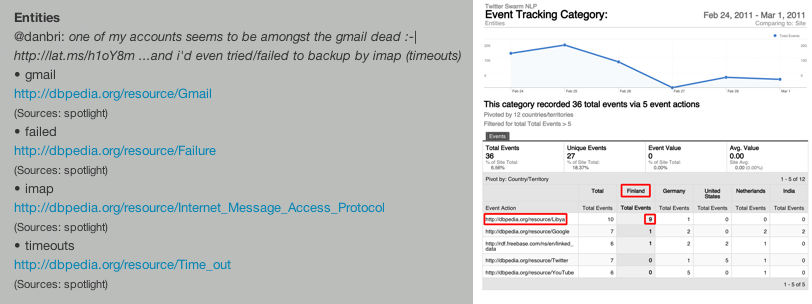 Entities
@danbri: one of my accounts seems to be amongst the gmail dead :-|
http://lat.ms/h1oY8m ...and i'd even tried/failed to backup by imap (timeouts)
• gmail
http://dbpedia.org/resource/Gmail
(Sources: spotlight)
• failed
http://dbpedia.org/resource/Failure
(Sources: spotlight)
• imap
http://dbpedia.org/resource/Internet_Message_Access_Protocol
(Sources: spotlight)
• timeouts
http://dbpedia.org/resource/Time_out
(Sources: spotlight)
Twitter Swarm NLP
Event Tracking Category: Feb 24, 2011 - Mar 1, 2011
Entities Comparing to: Site
Total Events
200 200
100 100
Feb 24 Feb 25 Feb 26 Feb 27 Feb 28 Mar 1
This category recorded 36 total events via 5 event actions
Pivoted by 12 countries/territories
Filtered for total Total Events > 5
Events
Total Events Unique Events Event Value Avg. Value
36 27 0 0.00
% of Site Total: % of Site Total: % of Site Total: Site Avg:
8.58% 18.37% 0.00% 0.00 (0.00%)
Pivot by: Country/Territory 1 - 5 of 12
Total Finland Germany United States Netherlands India
Event Action Total Events Total Events Total Events Total Events Total Events Total Events
http://dbpedia.org/resource/Libya 10 9 1 0 0 0
http://dbpedia.org/resource/Google 7 1 2 0 2 2
http://rdf.freebase.com/ns/en/linked_data 6 1 2 2 1 0
http://dbpedia.org/resource/Twitter 7 0 1 5 1 0
http://dbpedia.org/resource/YouTube 6 0 5 0 1 0
1 - 5 of 5